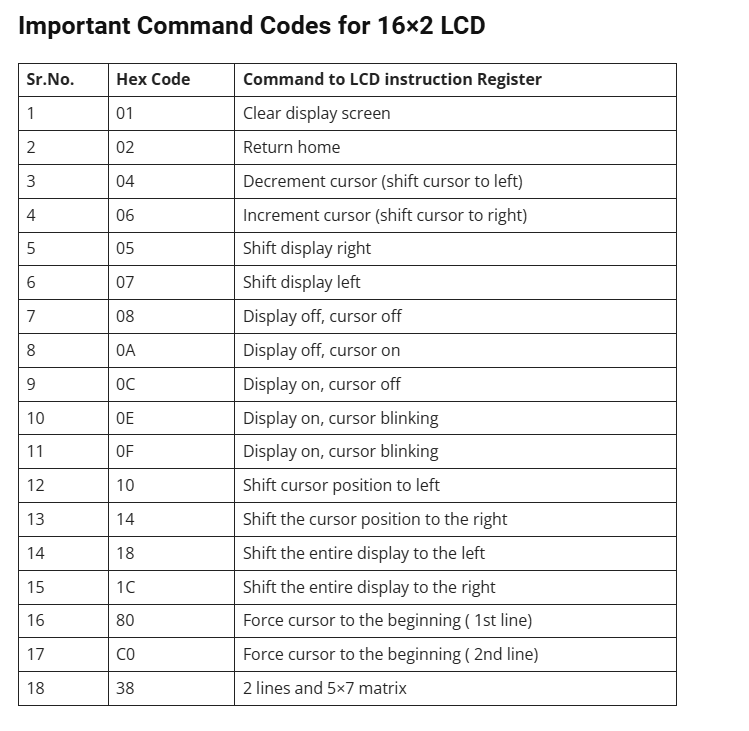 Important Command Codes for 16×2 LCD
Sr.No. Hex Code Command to LCD instruction Register
1 01 Clear display screen
2 02 Return home
3 04 Decrement cursor (shift cursor to left)
4 06 Increment cursor (shift cursor to right)
5 05 Shift display right
6 07 Shift display left
7 08 Display off, cursor off
8 0A Display off, cursor on
9 0C Display on, cursor off
10 0E Display on, cursor blinking
11 0F Display on, cursor blinking
12 10 Shift cursor position to left
13 14 Shift the cursor position to the right
14 18 Shift the entire display to the left
15 1C Shift the entire display to the right
16 80 Force cursor to the beginning ( 1st line)
17 C0 Force cursor to the beginning ( 2nd line)
18 38 2 lines and 5×7 matrix